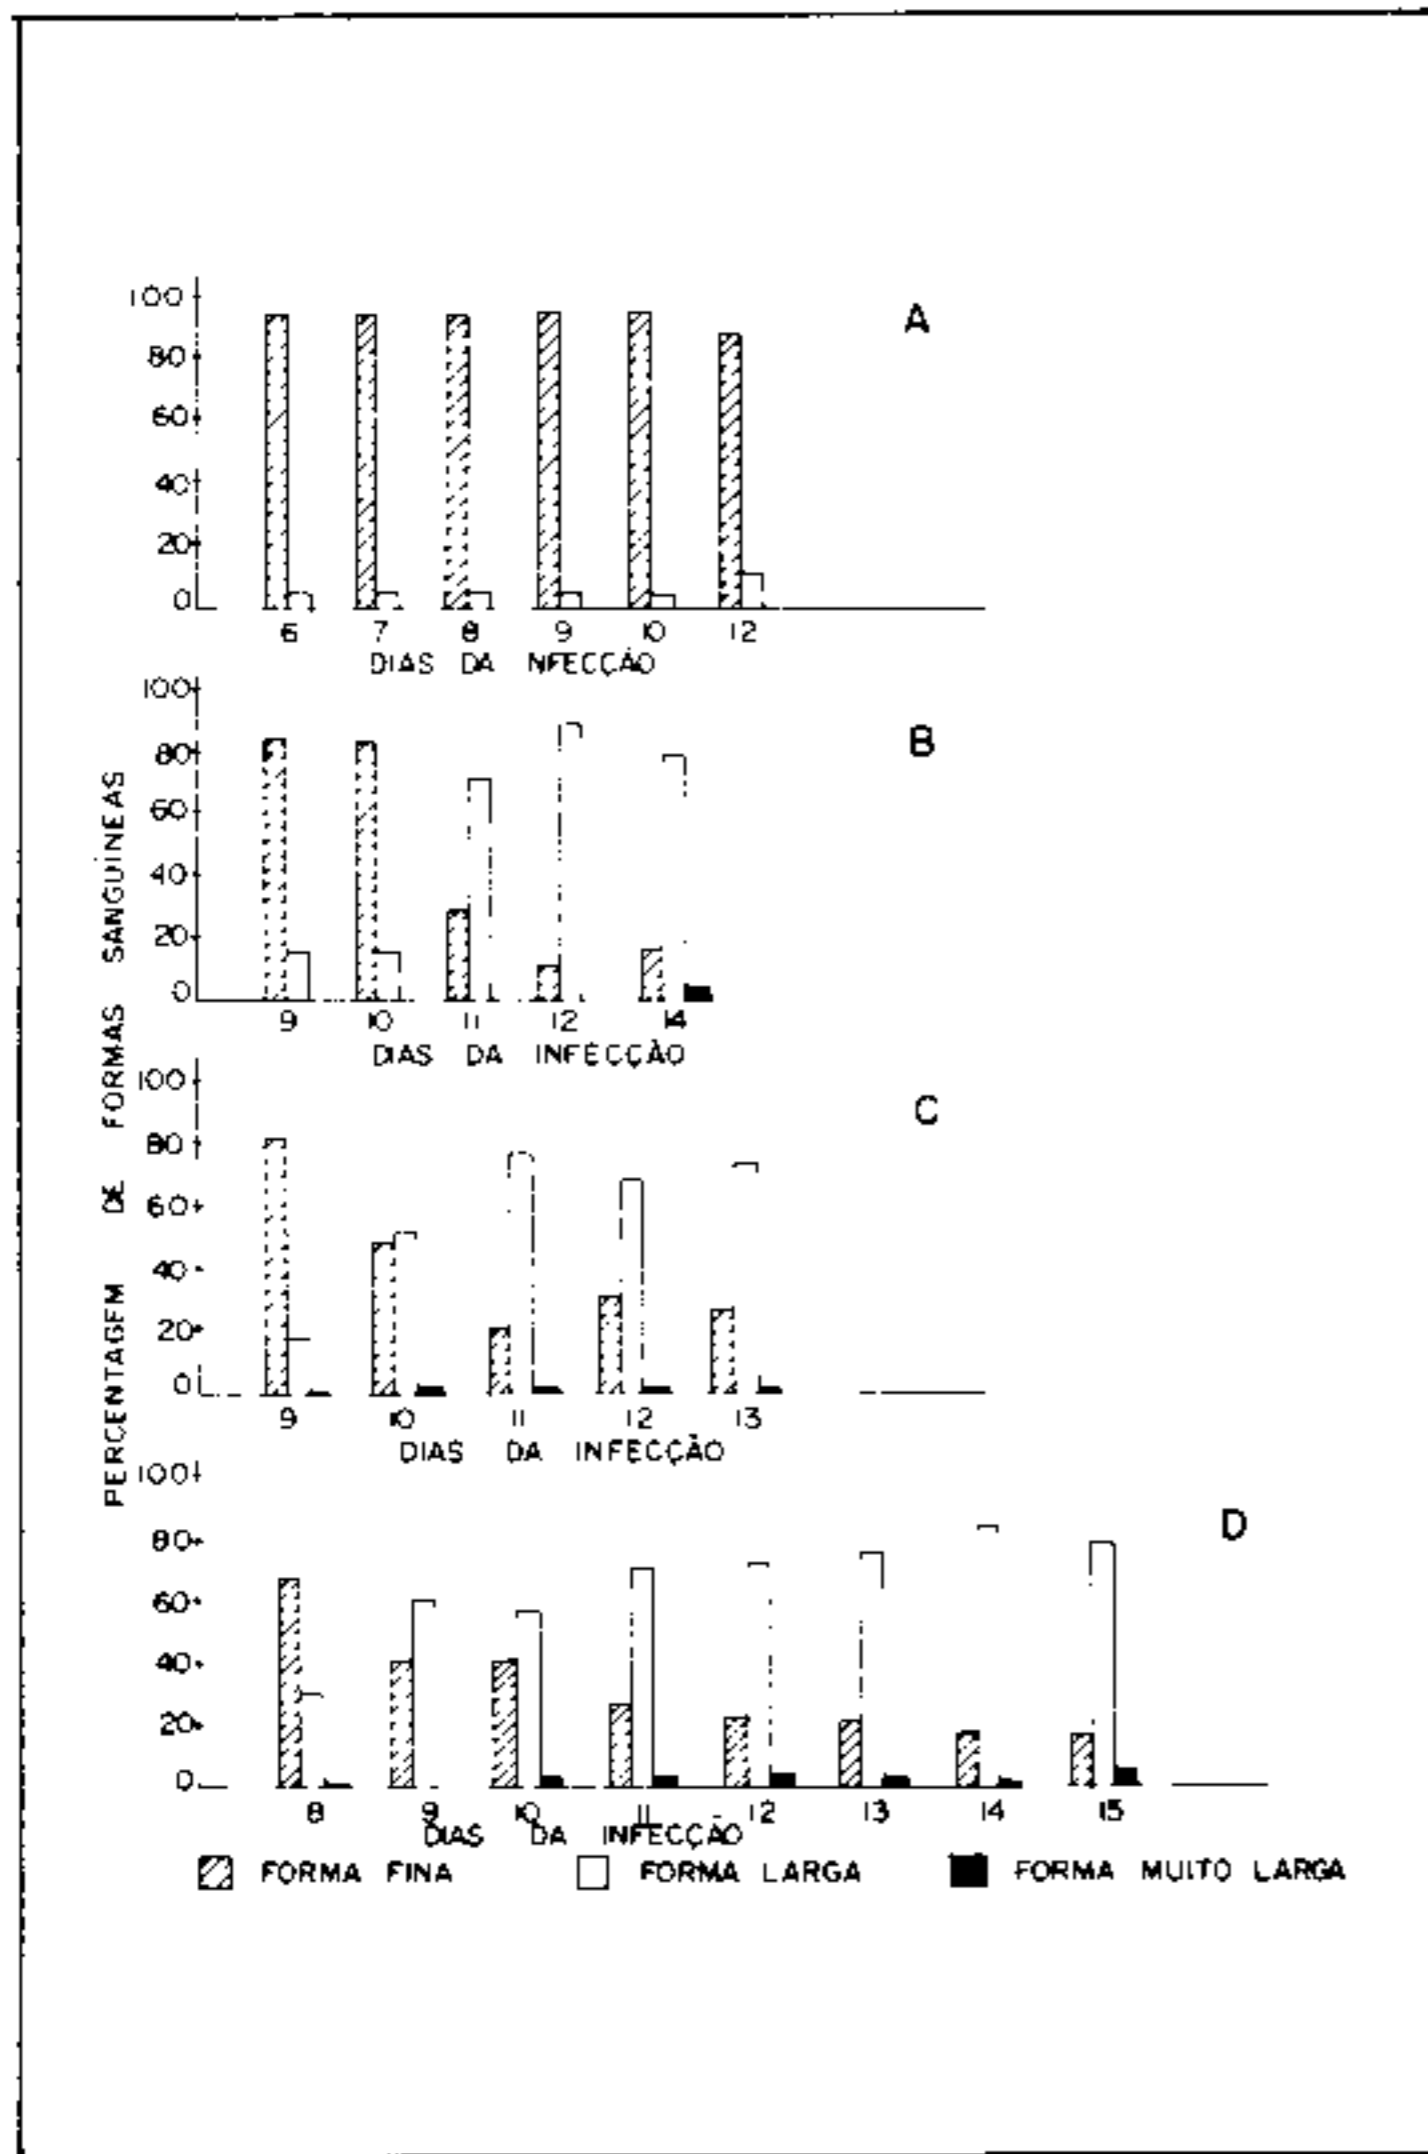 PERCENTAGEM DE FORMAS SANGUINEAS
A
100
80
60
40
20
0
6 7 8 9 10 12
DIAS DA NFECÇÃO
B
100
80
60
40
20
0
9 10 11 12 14
DIAS DA INFECÇÃO
C
100
80
60
40
20
0
9 10 11 12 13
DIAS DA INFECÇÃO
D
100
80
60
40
20
0
8 9 10 11 12 13 14 15
DIAS DA INFECÇÃO
FORMA FINA FORMA LARGA FORMA MUITO LARGA